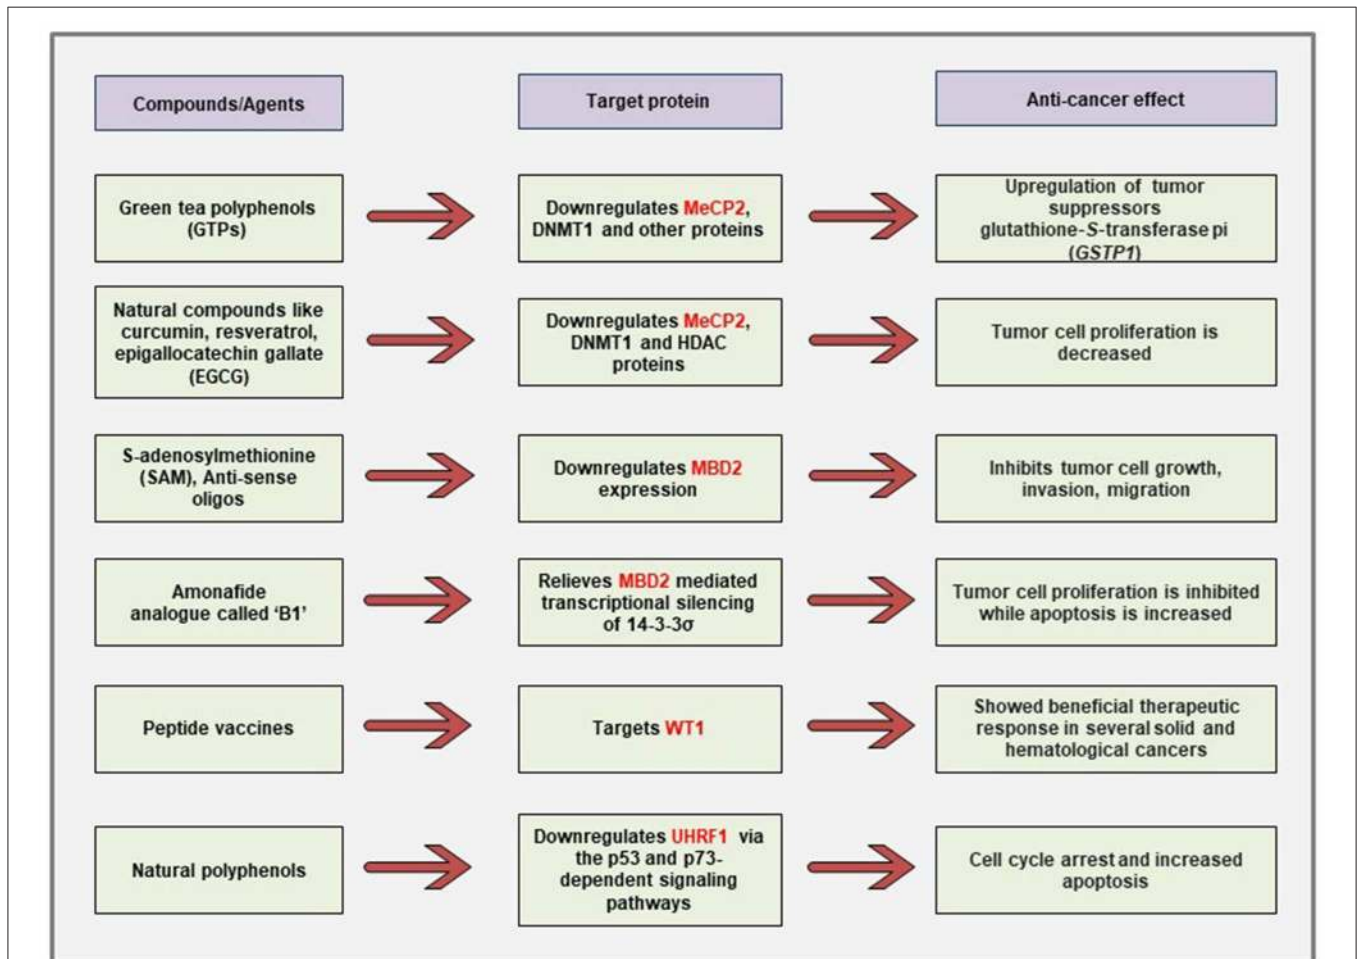 Compounds/Agents
Target protein
Anti-cancer effect
Green tea polyphenols
(GTPs)
Downregulates MeCP2,
DNMT1 and other proteins
Upregulation of tumor
suppressors
glutathione-S-transferase pi
(GSTP1)
Natural compounds like
curcumin, resveratrol,
epigallocatechin gallate
(EGCG)
Downregulates MeCP2,
DNMT1 and HDAC
proteins
Tumor cell proliferation is
decreased
S-adenosylmethionine
(SAM), Anti-sense
oligos
Downregulates MBD2
expression
Inhibits tumor cell growth,
invasion, migration
Amonafide
analogue called ‘B1’
Relieves MBD2 mediated
transcriptional silencing
of 14-3-3σ
Tumor cell proliferation is inhibited
while apoptosis is increased
Peptide vaccines
Targets WT1
Showed beneficial therapeutic
response in several solid and
hematological cancers
Natural polyphenols
Downregulates UHRF1 via
the p53 and p73-
dependent signaling
pathways
Cell cycle arrest and increased
apoptosis